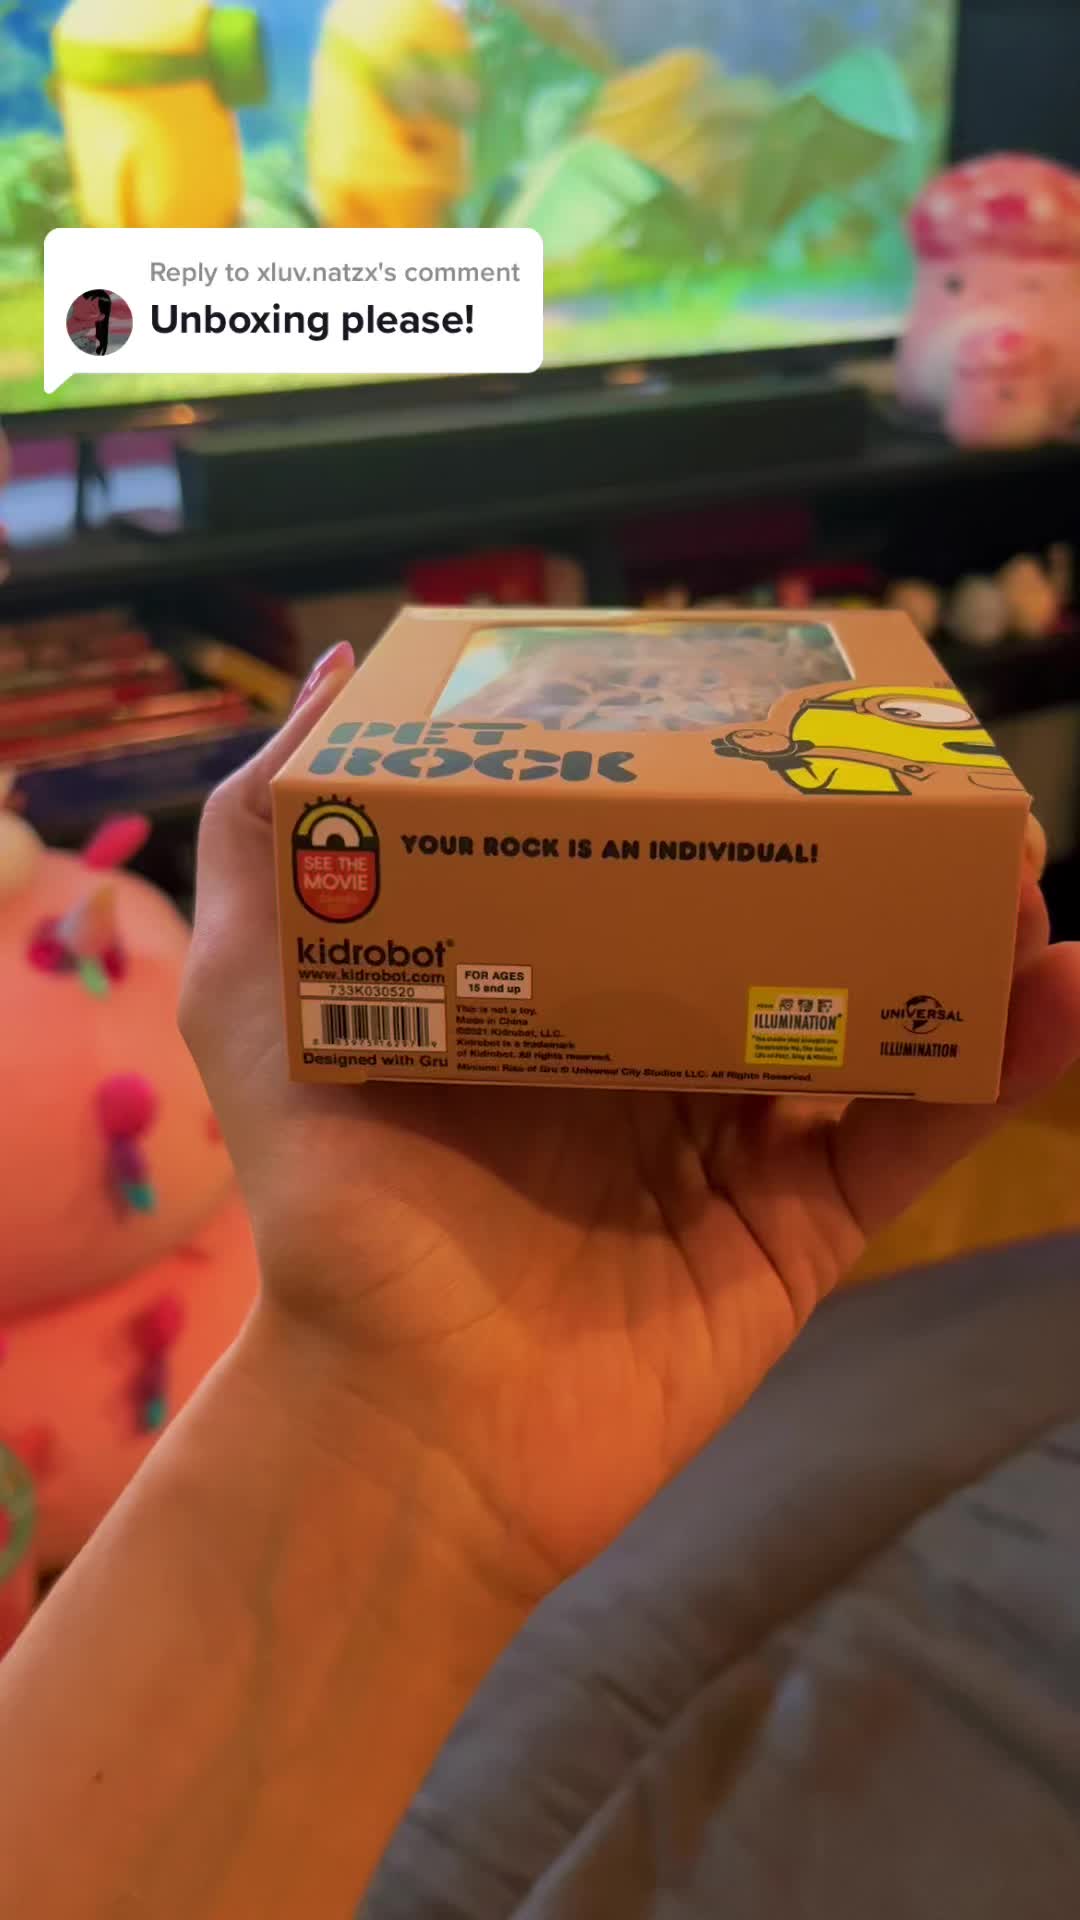 Reply to xluv.natzx's comment
Unboxing please!
PET
ROCK
SEE THE
MOVIE
YOUR ROCK IS AN INDIVIDUAL!
kidrobot
www.kidrobot.com
733K030520
Designed with Gru
FOR AGES
15 and up
This is not a toy.
Made in China
©2021 Kidrobot, LLC.
Kidrobot is a trademark
of Kidrobot. All rights reserved.
Minions: Rise of Gru © Universal City Studios LLC. All Rights Reserved.
ILLUMINATION
UNIVERSAL
ILLUMINATION